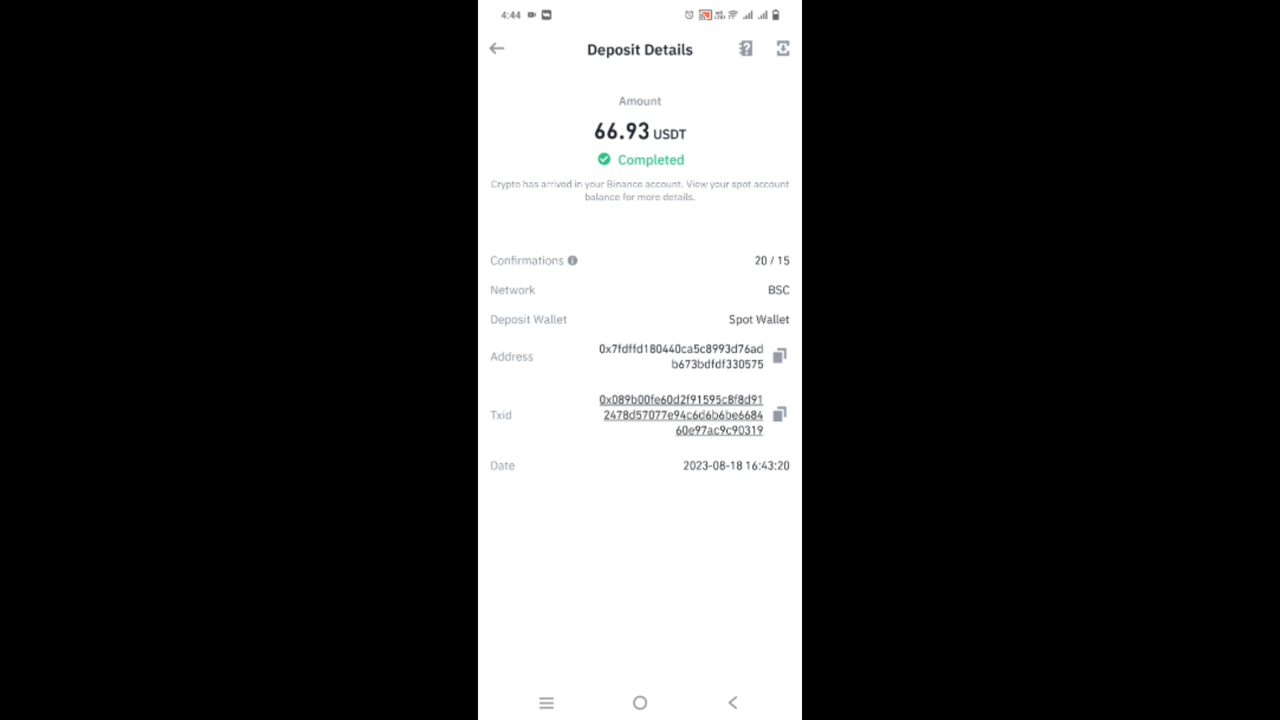 4:44
Deposit Details
Amount
66.93 USDT
Completed
Crypto has arrived in your Binance account. View your spot account
balance for more details.
Confirmations 20 / 15
Network BSC
Deposit Wallet Spot Wallet
Address 0x7fdffd180440ca5c8993d76ad
b673bdfdf330575
Txid 0x089b00fe60d2f91595c8f8d91
2478d57077e94c6d6b6be6684
60e97ac9c90319
Date 2023-08-18 16:43:20